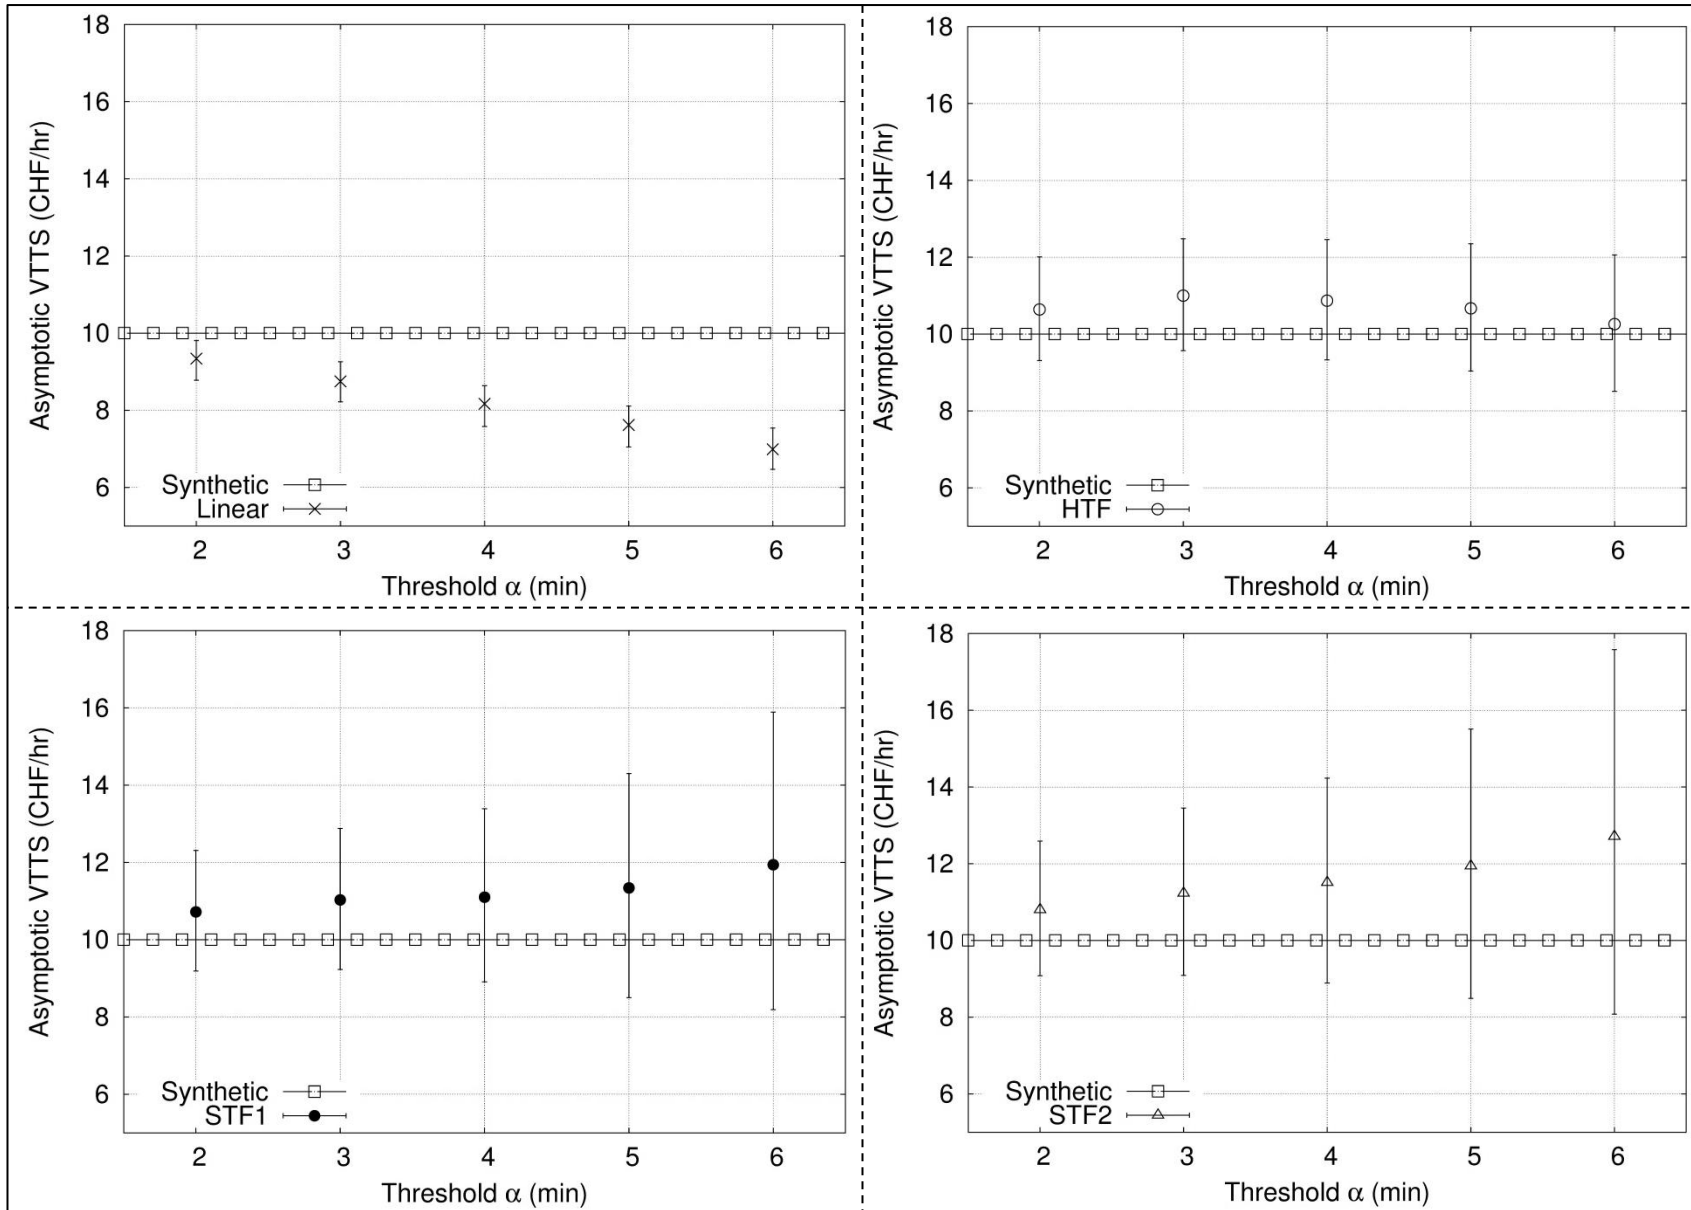 18
16
14
12
10
8
6
Asymptotic VTTS (CHF/hr)
Synthetic
Linear
2 3 4 5 6
Threshold α (min)
18
16
14
12
10
8
6
Asymptotic VTTS (CHF/hr)
Synthetic
HTF
2 3 4 5 6
Threshold α (min)
18
16
14
12
10
8
6
Asymptotic VTTS (CHF/hr)
Synthetic
STF1
2 3 4 5 6
Threshold α (min)
18
16
14
12
10
8
6
Asymptotic VTTS (CHF/hr)
Synthetic
STF2
2 3 4 5 6
Threshold α (min)